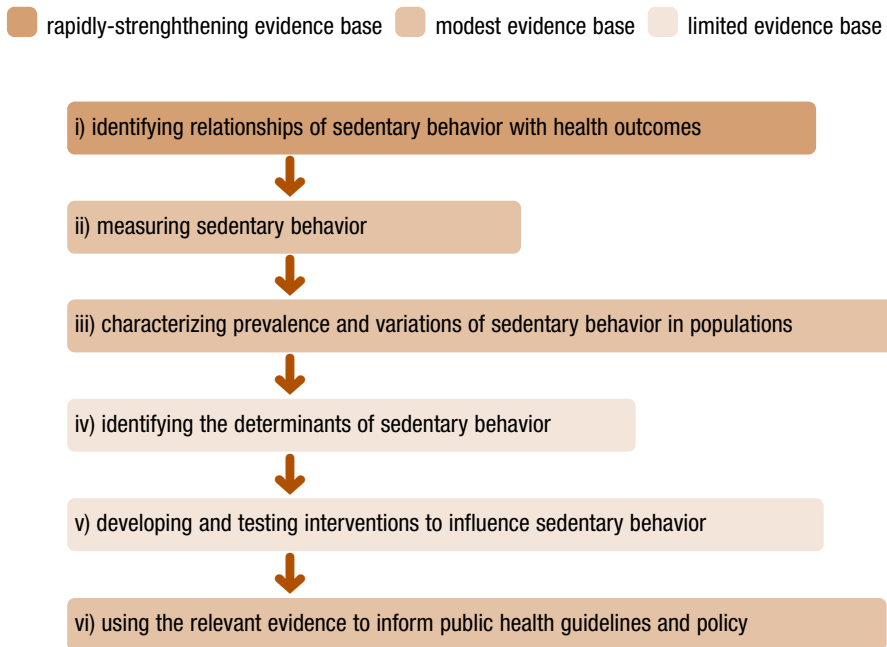 rapidly-strenghthening evidence base modest evidence base limited evidence base
i) identifying relationships of sedentary behavior with health outcomes
ii) measuring sedentary behavior
iii) characterizing prevalence and variations of sedentary behavior in populations
iv) identifying the determinants of sedentary behavior
v) developing and testing interventions to influence sedentary behavior
vi) using the relevant evidence to inform public health guidelines and policy